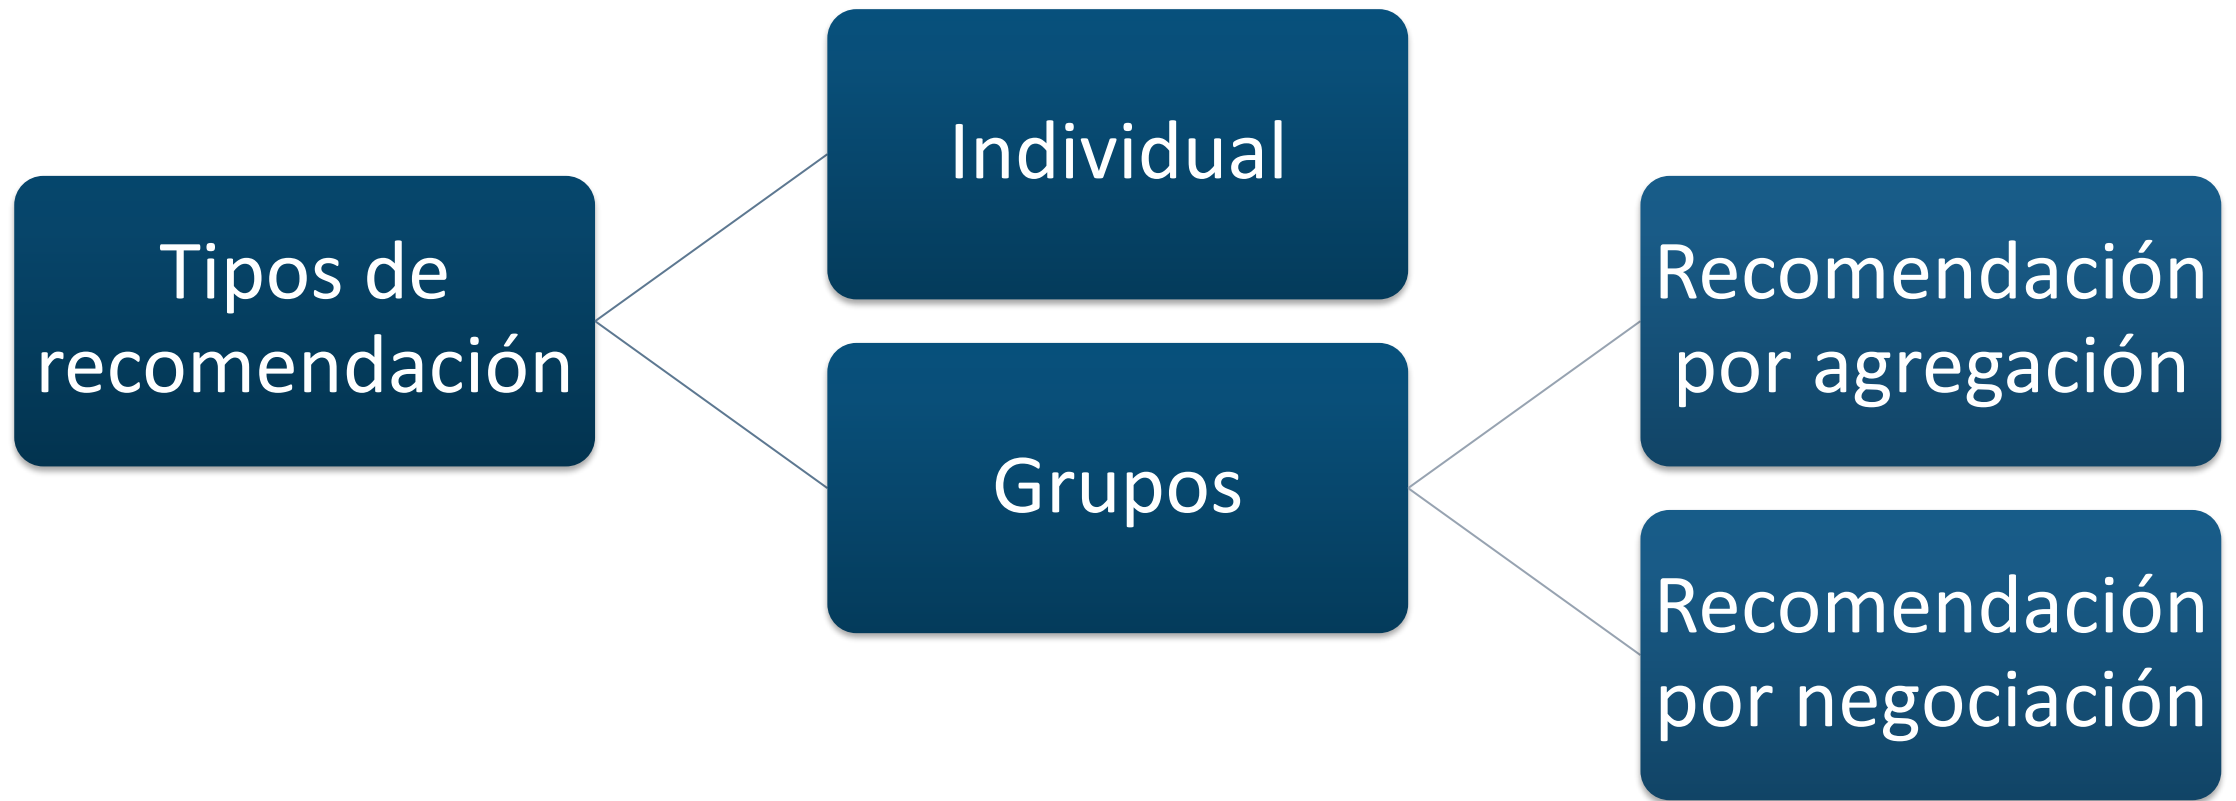 Tipos de
recomendación
Individual
Grupos
Recomendación
por agregación
Recomendación
por negociación